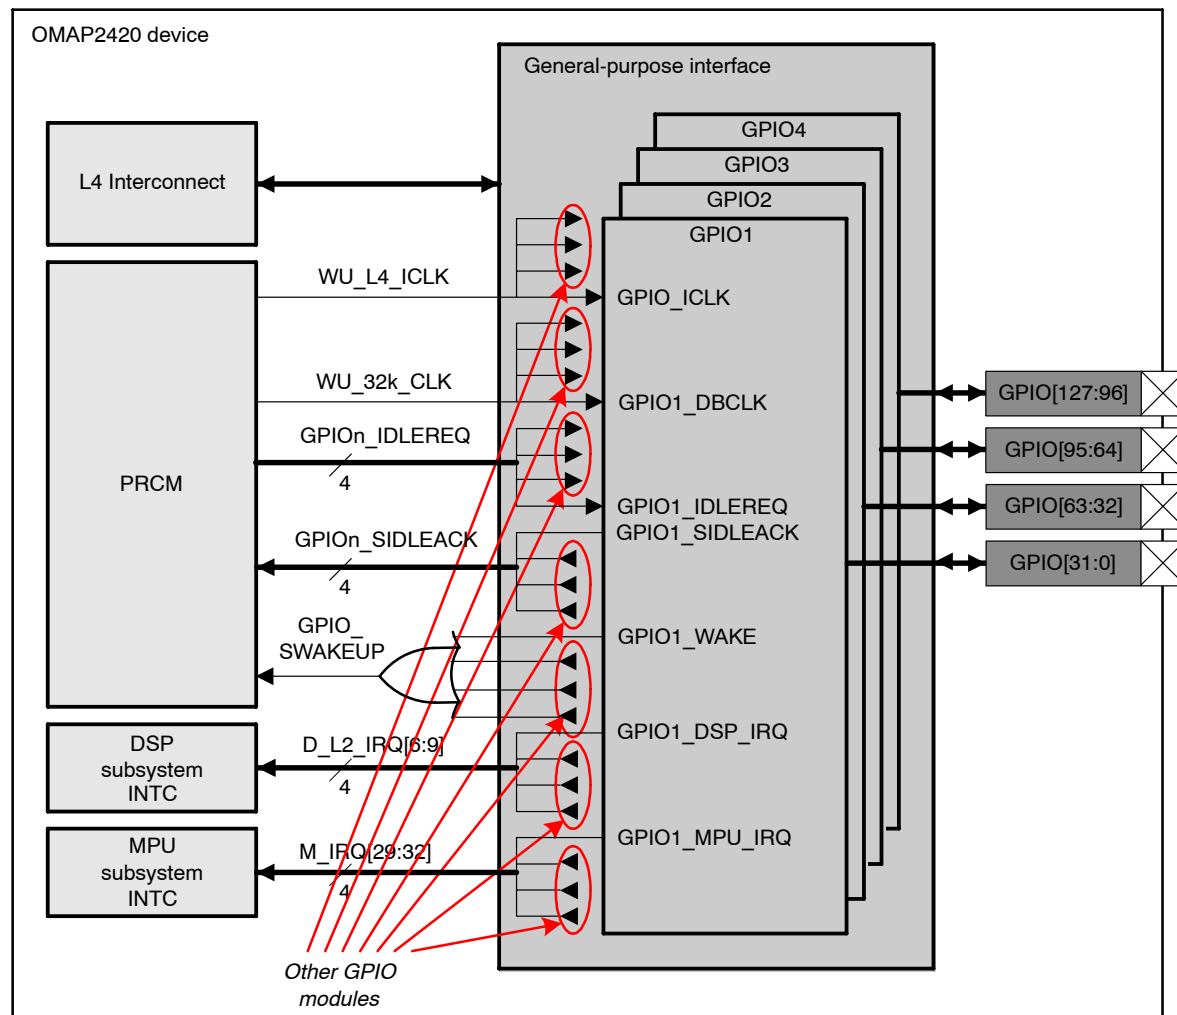 OMAP2420 device
General-purpose interface
GPIO4
GPIO3
GPIO2
GPIO1
L4 Interconnect
WU_L4_ICLK
GPIO_ICLK
WU_32k_CLK
GPIO1_DBCLK
GPIOn_IDLEREQ
4
PRCM
GPIO1_IDLEREQ
GPIO1_SIDLEACK
GPIOn_SIDLEACK
4
GPIO_
SWAKEUP
GPIO1_WAKE
GPIO1_DSP_IRQ
DSP
subsystem
INTC
D_L2_IRQ[6:9]
4
GPIO1_MPU_IRQ
MPU
subsystem
INTC
M_IRQ[29:32]
4
GPIO[127:96]
GPIO[95:64]
GPIO[63:32]
GPIO[31:0]
Other GPIO
modules